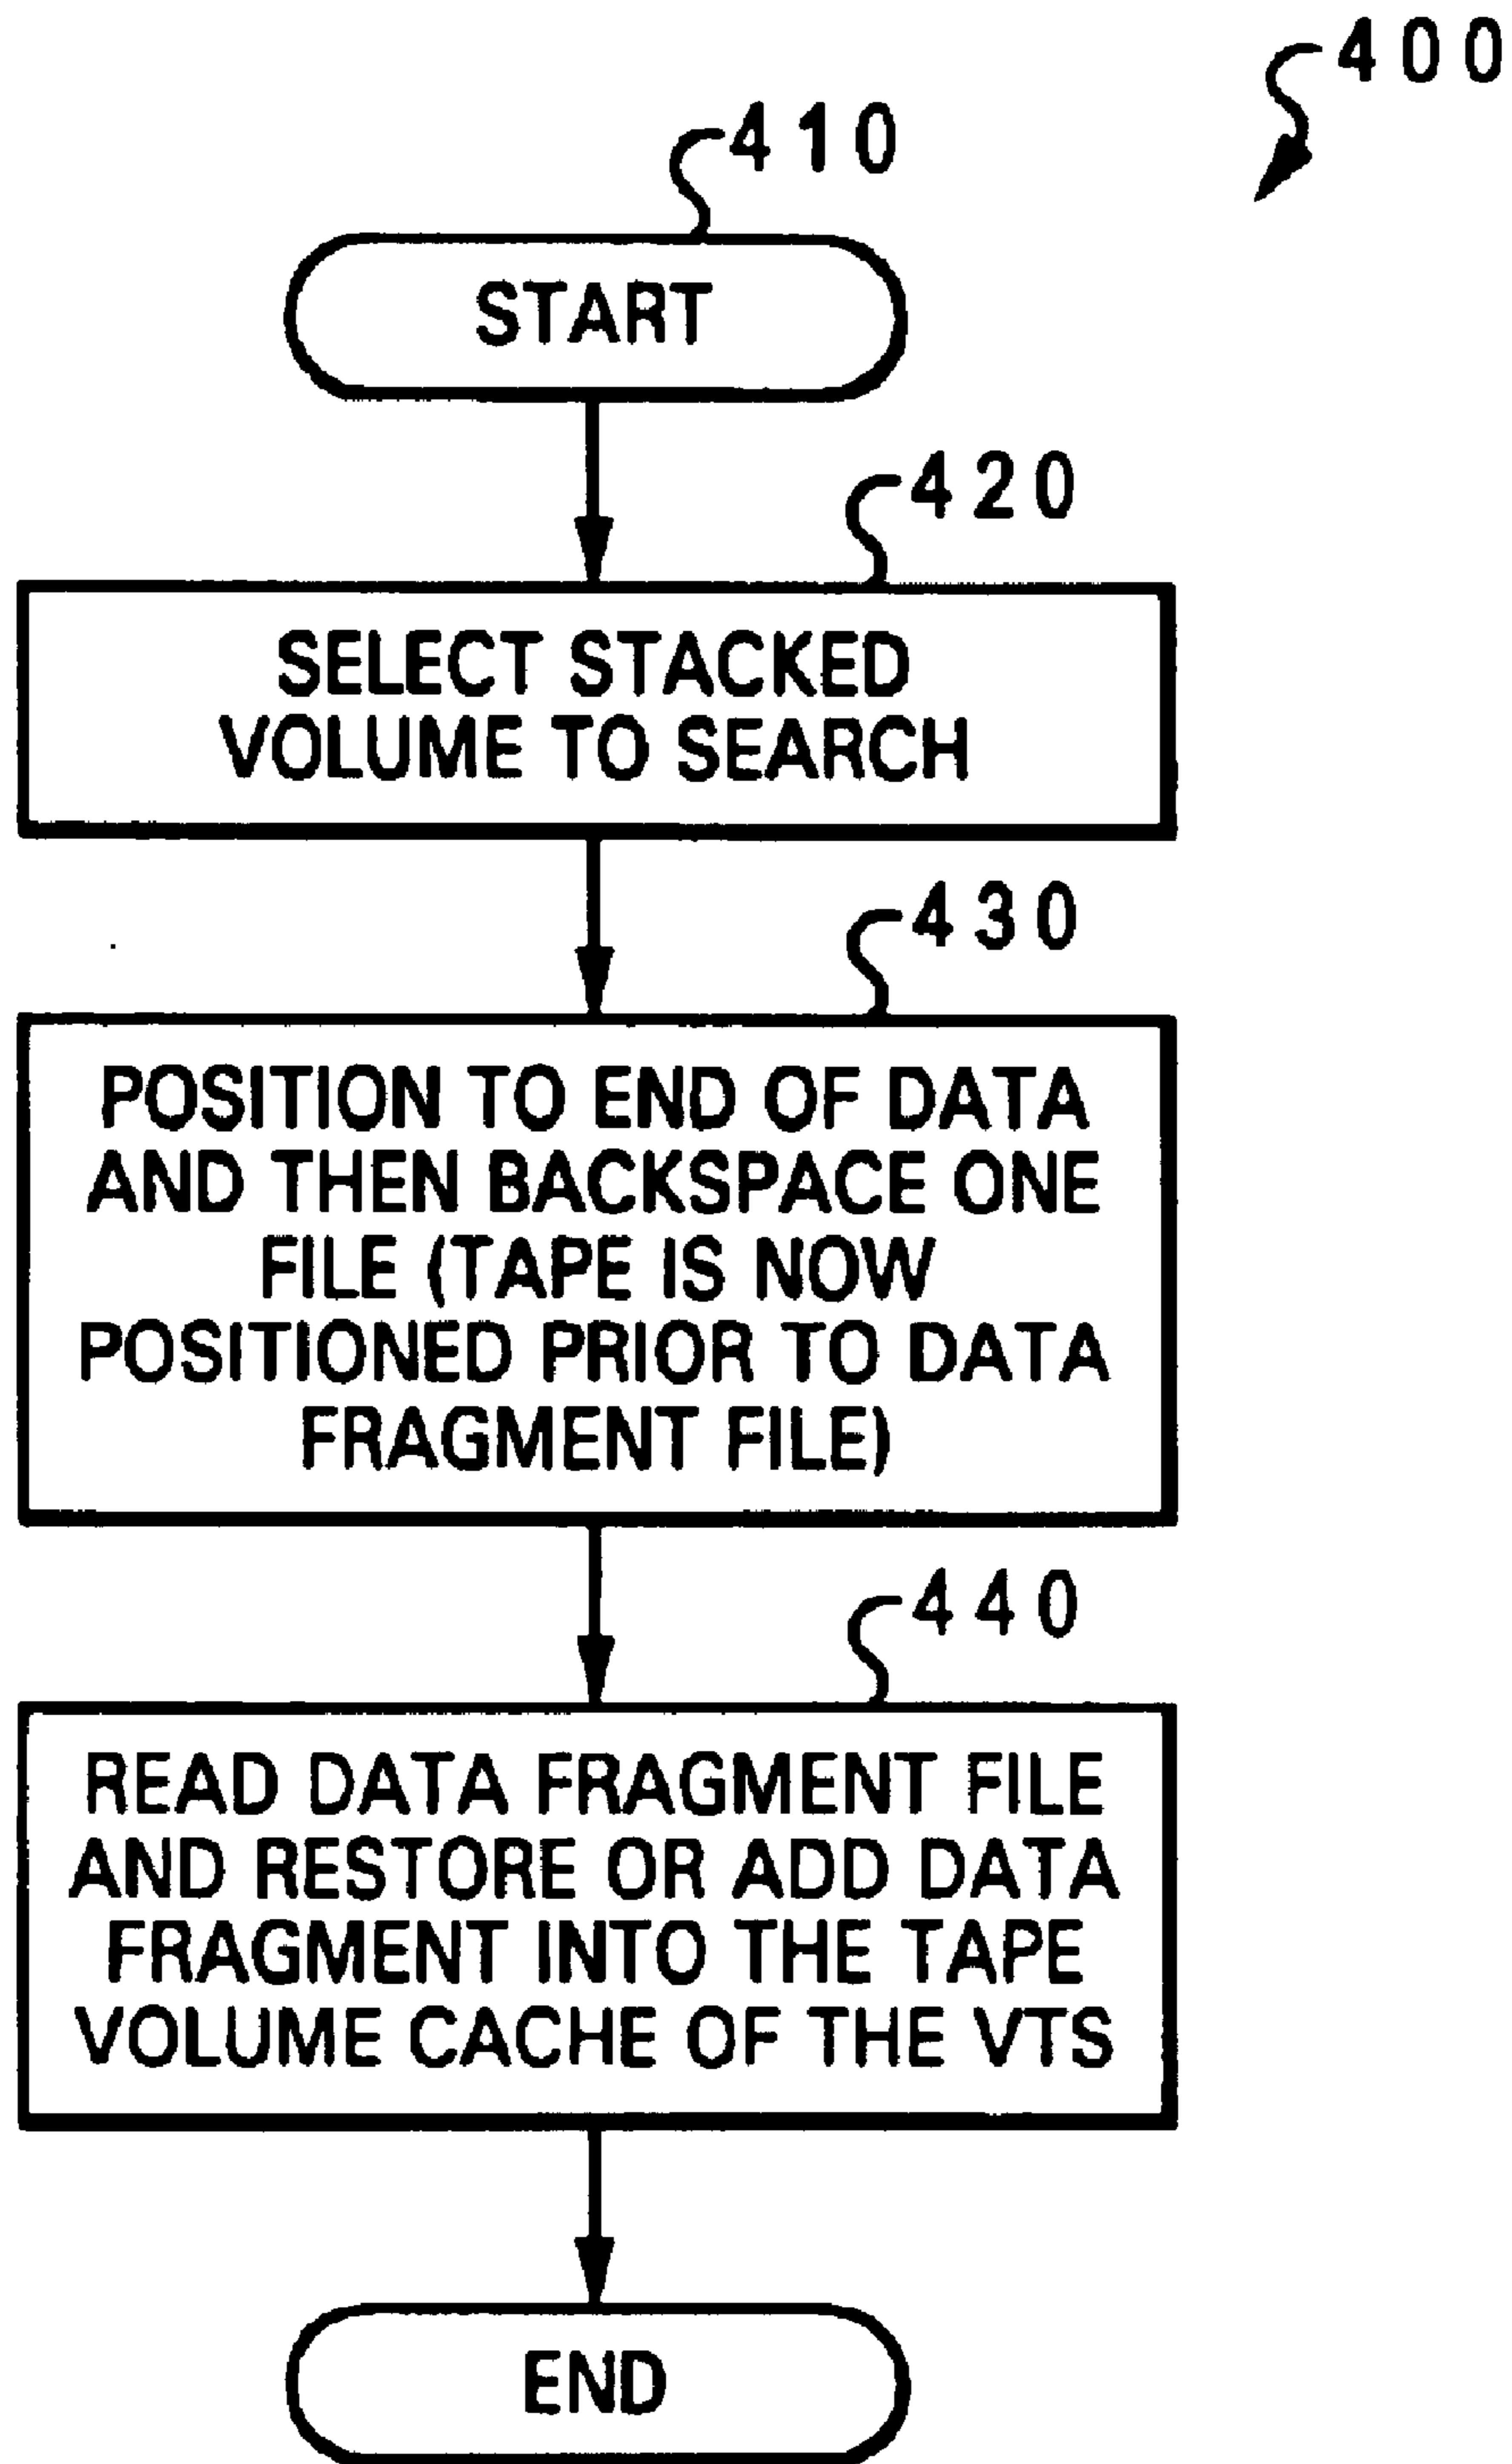 400
410
START
420
SELECT STACKED
VOLUME TO SEARCH
430
POSITION TO END OF DATA
AND THEN BACKSPACE ONE
FILE (TAPE IS NOW
POSITIONED PRIOR TO DATA
FRAGMENT FILE)
440
READ DATA FRAGMENT FILE
AND RESTORE OR ADD DATA
FRAGMENT INTO THE TAPE
VOLUME CACHE OF THE VTS
END